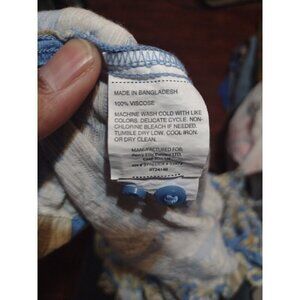 MADE IN BANGLADESH
100% VISCOSE
MACHINE WASH COLD WITH LIKE
COLORS. DELICATE CYCLE. NON-
CHLORINE BLEACH IF NEEDED.
TUMBLE DRY LOW. COOL IRON.
OR DRY CLEAN.
MANUFACTURED FOR: